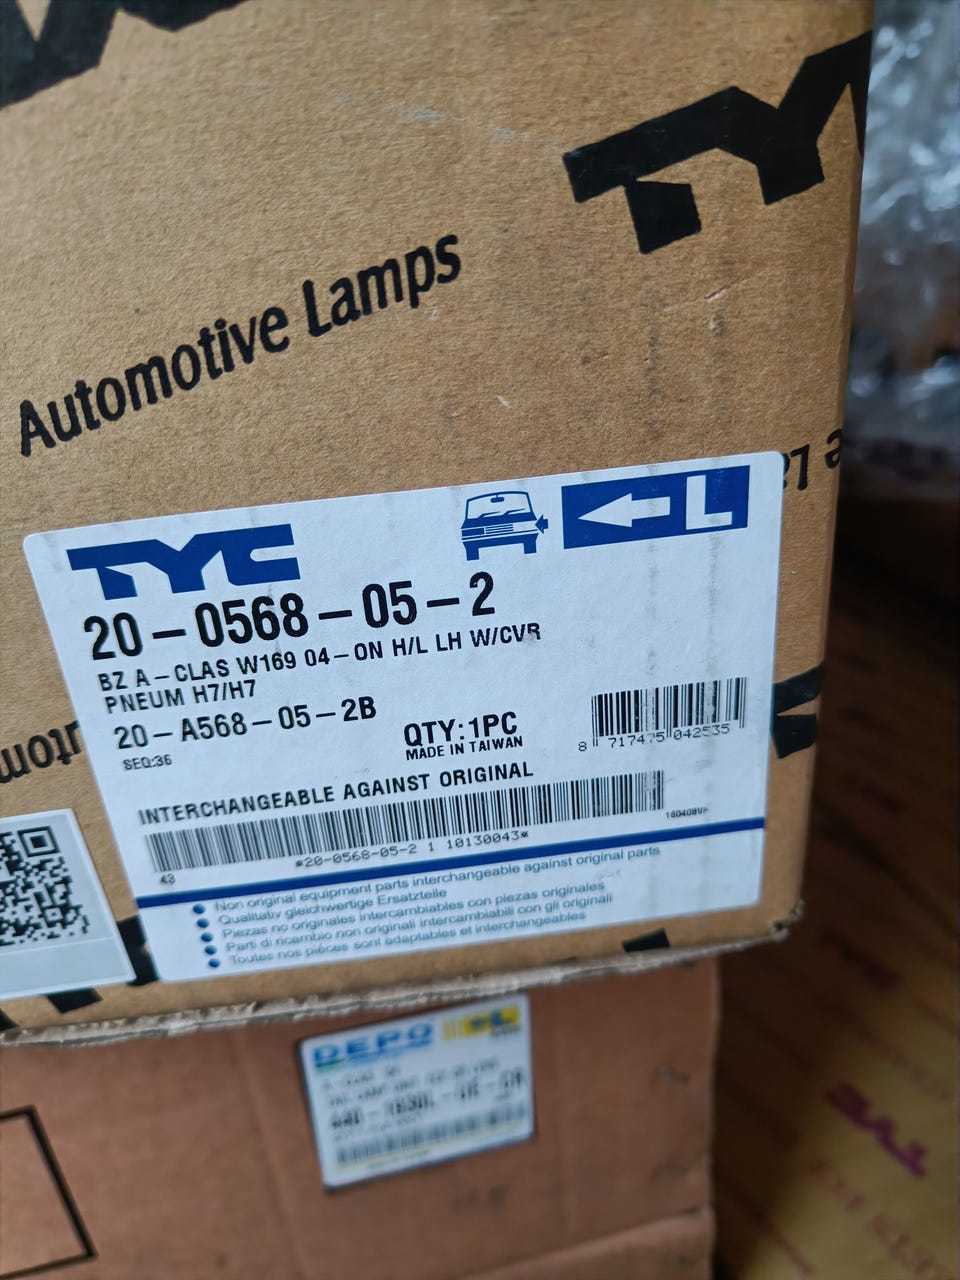 TYC
Automotive Lamps
TYC
L
20-0568-05-2
BZ A-CLAS W169 04-ON H/L LH W/CVR
PNEUM H7/H7
20-A568-05-2B
QTY:1PC
MADE IN TAIWAN
SEQ:36
8 717475 042535
INTERCHANGEABLE AGAINST ORIGINAL
*20-0568-05-2 1 10130043*
43
Non original equipment parts interchangeable against original parts
Qualitativ gleichwertige Ersatzteile
Piezas no originales intercambiables con piezas originales
Parti di ricambio non originali intercambiabili con gli originali
Toutes nos pièces sont adaptables et interchangeables
DEPO
L